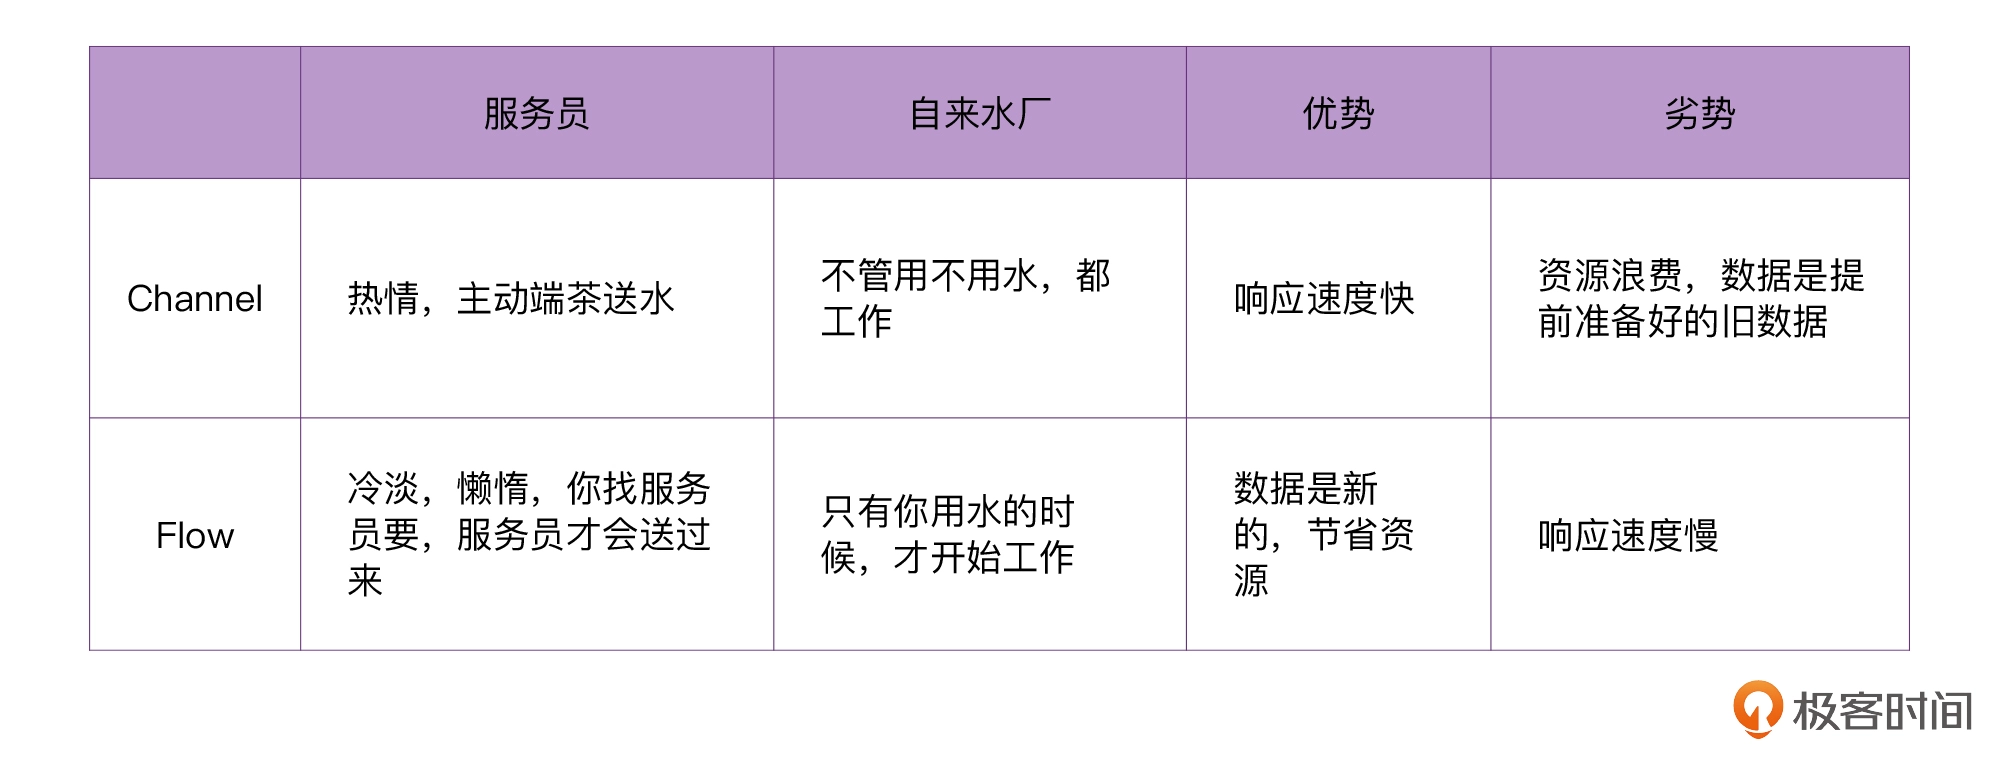 服务员
自来水厂
优势
劣势
Channel
热情，主动端茶送水
不管用不用水，都
工作
响应速度快
资源浪费，数据是提
前准备好的旧数据
Flow
冷淡，懒惰，你找服务
员要，服务员才会送过
来
只有你用水的时
候，才开始工作
数据是新
的，节省资
源
响应速度慢
极客时间